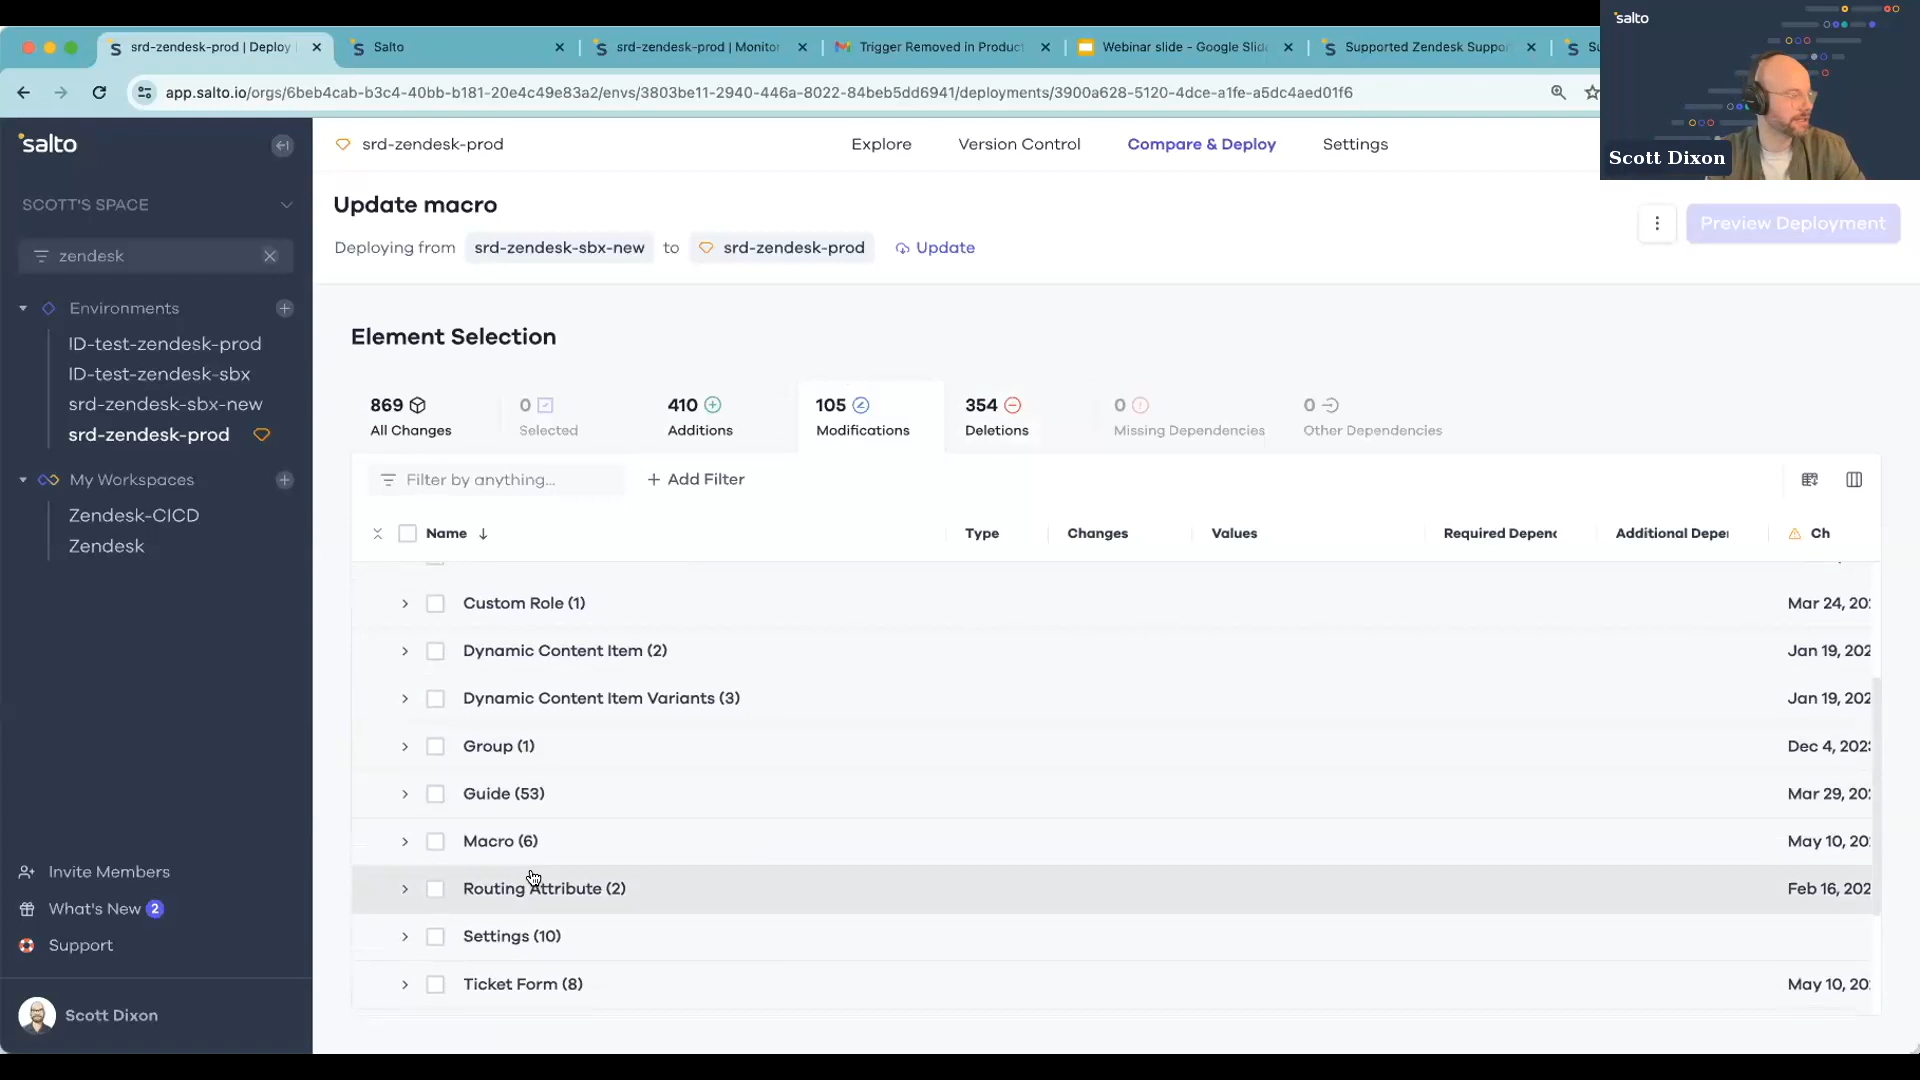 srd-zendesk-prod | Deploy |
Salto
srd-zendesk-prod | Monitor
Trigger Removed in Product
Webinar slide - Google Slide
Supported Zendesk Suppor
Su
app.salto.io/orgs/6beb4cab-b3c4-40bb-b181-20e4c49e83a2/envs/3803be11-2940-446a-8022-84beb5dd6941/deployments/3900a628-5120-4dce-a1fe-a5dc4aed01f6
salto
Scott Dixon
salto
srd-zendesk-prod
Explore
Version Control
Compare & Deploy
Settings
SCOTT'S SPACE
zendesk
Environments
ID-test-zendesk-prod
ID-test-zendesk-sbx
srd-zendesk-sbx-new
srd-zendesk-prod
My Workspaces
Zendesk-CICD
Zendesk
Invite Members
What's New 2
Support
Scott Dixon
Update macro
Preview Deployment
Deploying from srd-zendesk-sbx-new to srd-zendesk-prod Update
Element Selection
869
All Changes
0
Selected
410
Additions
105
Modifications
354
Deletions
0
Missing Dependencies
0
Other Dependencies
Filter by anything...
+ Add Filter
Name
Type
Changes
Values
Required Depend
Additional Deper
Ch
Custom Role (1) Mar 24, 20
Dynamic Content Item (2) Jan 19, 202
Dynamic Content Item Variants (3) Jan 19, 202
Group (1) Dec 4, 202
Guide (53) Mar 29, 20
Macro (6) May 10, 20
Routing Attribute (2) Feb 16, 202
Settings (10)
Ticket Form (8) May 10, 20